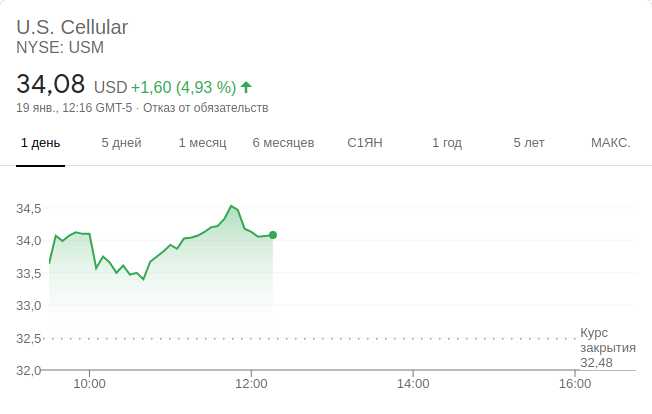 U.S. Cellular
NYSE: USM
34,08 USD +1,60 (4,93 %)
19 янв., 12:16 GMT-5 · Отказ от обязательств
1 день 5 дней 1 месяц 6 месяцев С1ЯН 1 год 5 лет МАКС.
34,5
34,0
33,5
33,0
32,5
32,0
Курс
закрытия
32,48
10:00 12:00 14:00 16:00